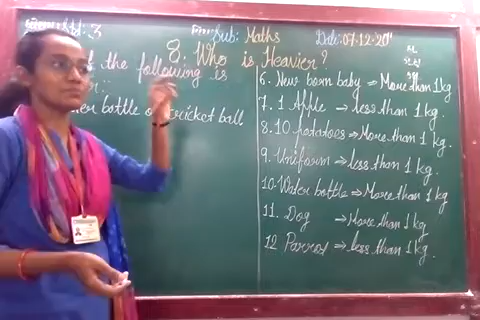 Std:-3
Sub: Maths
Date:07-12-20
8. Who is Heavier?
of the following is
bottle or cricket ball
6. New born baby ⇒ More than 1kg
7. 1 Apple ⇒ less than 1 kg.
8. 10 potatoes ⇒ More than 1 kg.
9. Uniform ⇒ less than 1 kg.
10. Water bottle ⇒ More than 1 kg.
11. Dog ⇒ More than 1 kg
12 Parrot ⇒ less than 1 kg.